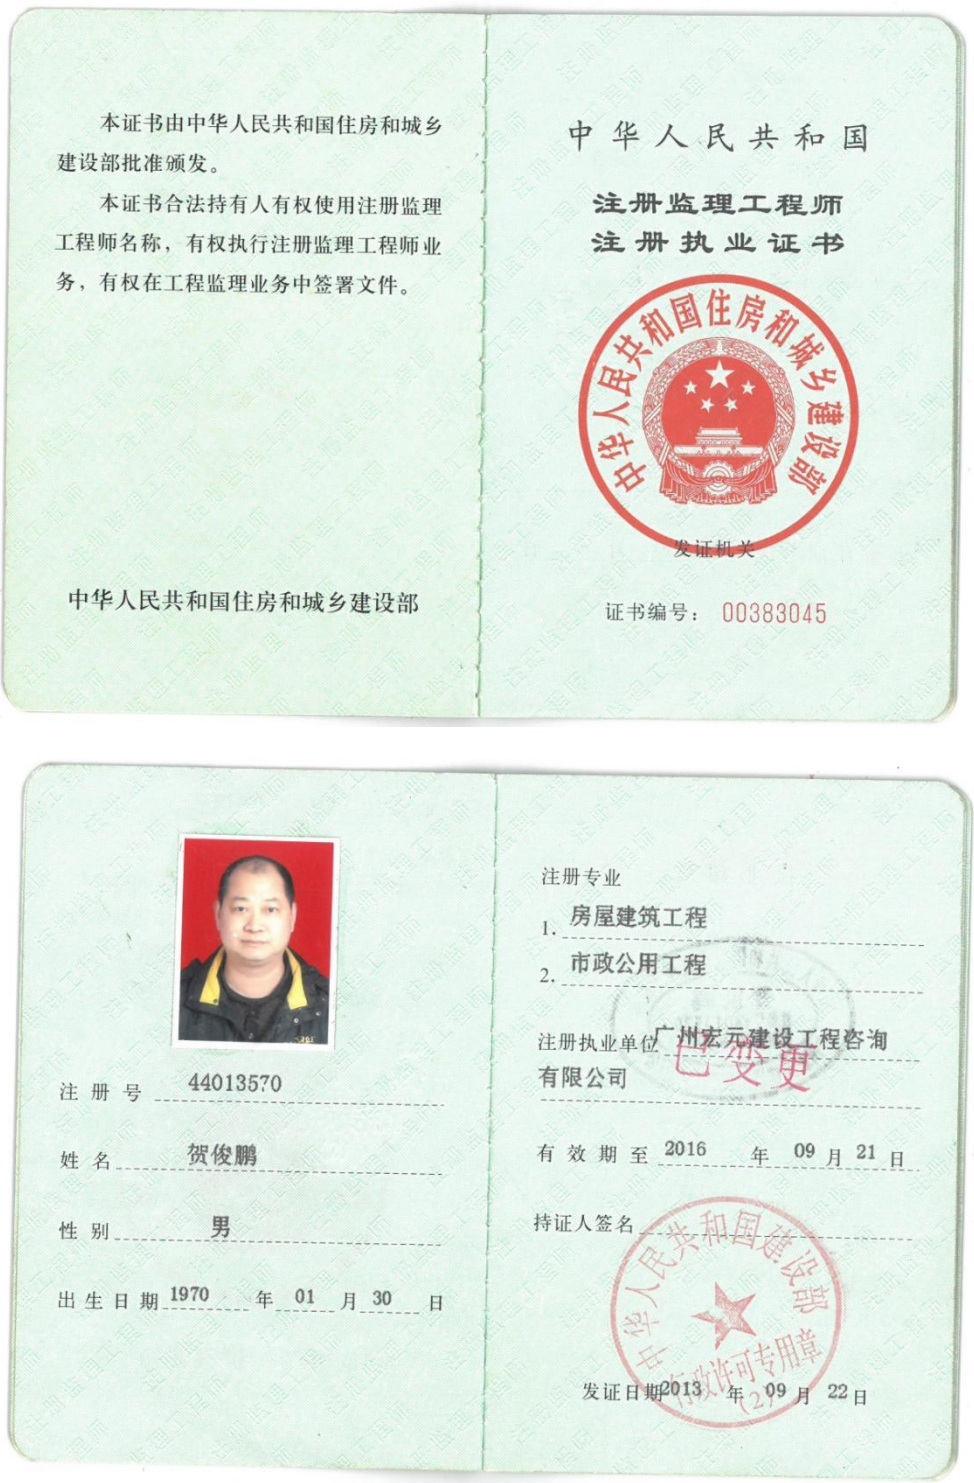 本证书由中华人民共和国住房和城乡
建设部批准颁发。
本证书合法持有人有权使用注册监理
工程师名称，有权执行注册监理工程师业
务，有权在工程监理业务中签署文件。
中华人民共和国住房和城乡建设部
中华人民共和国
注册监理工程师
注册执业证书
中华人民共和国住房和城乡建设部
发证机关
证书编号： 00383045
注 册 号 44013570
姓 名 贺俊鹏
性 别 男
出 生 日 期 1970 年 01 月 30 日
注册专业
1. 房屋建筑工程
2. 市政公用工程
注册执业单位 广州宏元建设工程咨询
有限公司
已变更
有 效 期 至 2016 年 09 月 21 日
持证人签名
中华人民共和国建设部
行政许可专用章
(2)
发证日期 2013 年 09 月 22 日